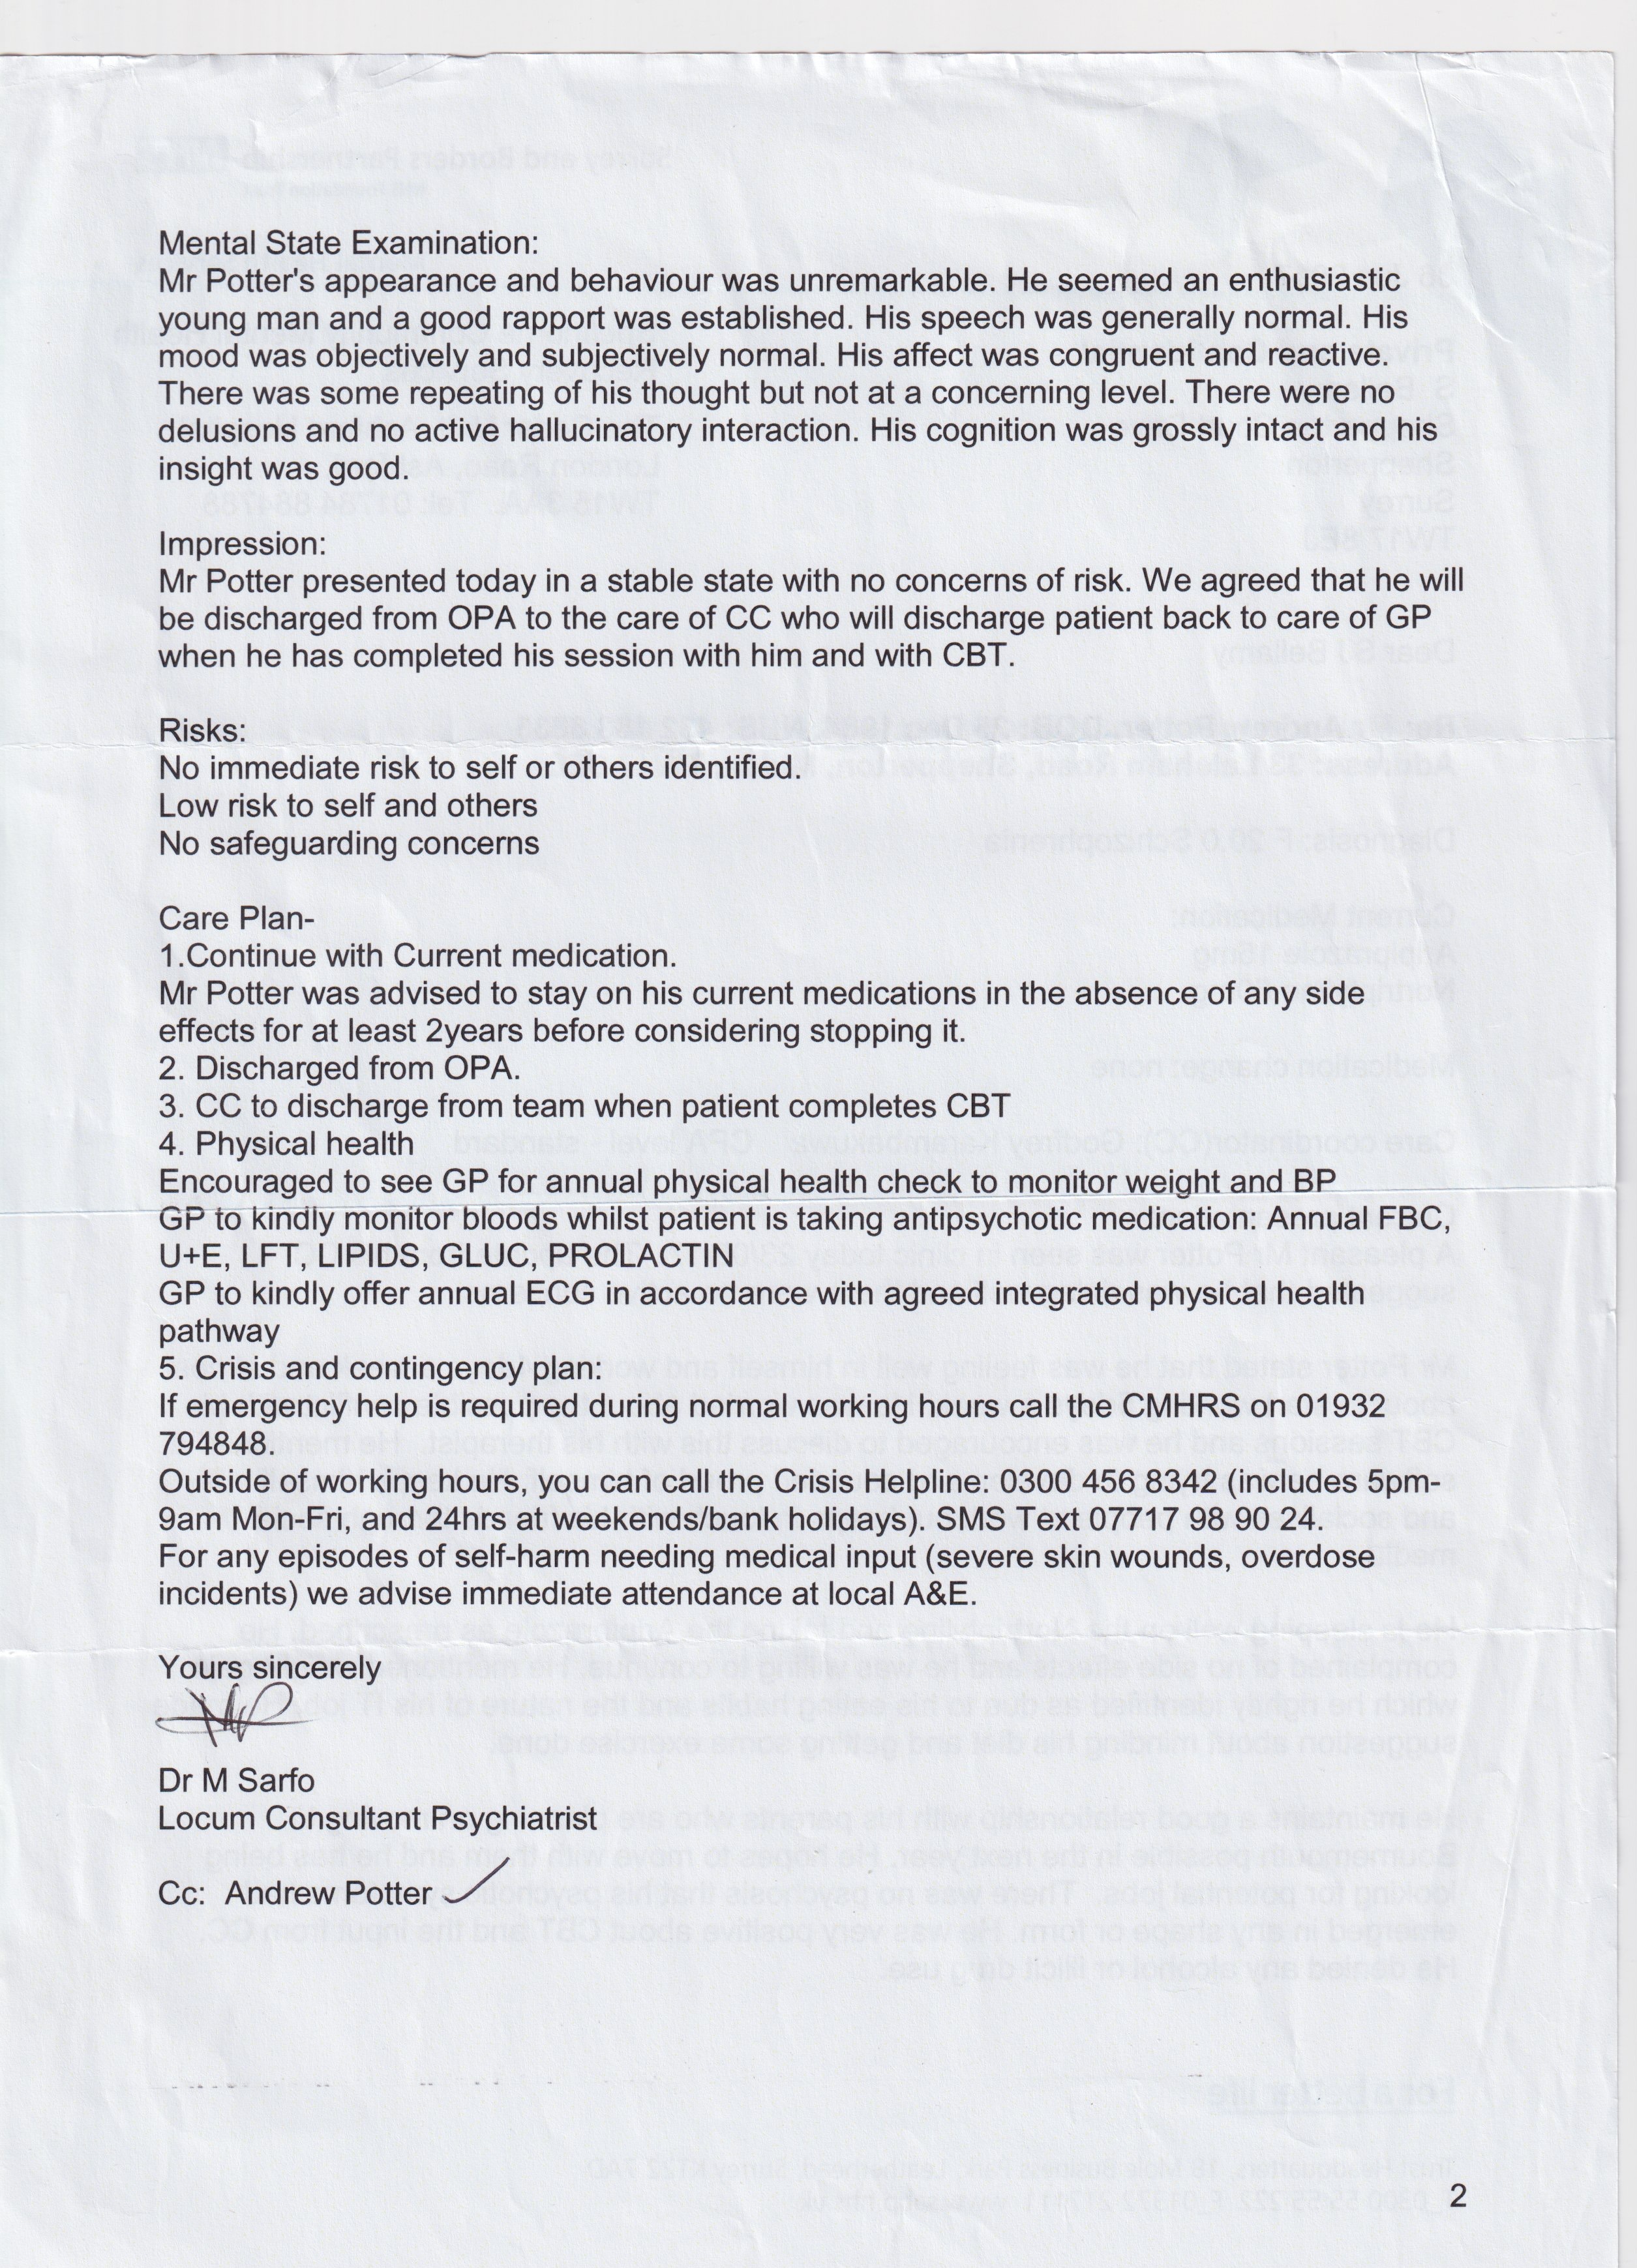 Mental State Examination:
Mr Potter's appearance and behaviour was unremarkable. He seemed an enthusiastic
young man and a good rapport was established. His speech was generally normal. His
mood was objectively and subjectively normal. His affect was congruent and reactive.
There was some repeating of his thought but not at a concerning level. There were no
delusions and no active hallucinatory interaction. His cognition was grossly intact and his
insight was good.
Impression:
Mr Potter presented today in a stable state with no concerns of risk. We agreed that he will
be discharged from OPA to the care of CC who will discharge patient back to care of GP
when he has completed his session with him and with CBT.
Risks:
No immediate risk to self or others identified.
Low risk to self and others
No safeguarding concerns
Care Plan-
1.Continue with Current medication.
Mr Potter was advised to stay on his current medications in the absence of any side
effects for at least 2years before considering stopping it.
2. Discharged from OPA.
3. CC to discharge from team when patient completes CBT
4. Physical health
Encouraged to see GP for annual physical health check to monitor weight and BP
GP to kindly monitor bloods whilst patient is taking antipsychotic medication: Annual FBC,
U+E, LFT, LIPIDS, GLUC, PROLACTIN
GP to kindly offer annual ECG in accordance with agreed integrated physical health
pathway
5. Crisis and contingency plan:
If emergency help is required during normal working hours call the CMHRS on 01932
794848.
Outside of working hours, you can call the Crisis Helpline: 0300 456 8342 (includes 5pm-
9am Mon-Fri, and 24hrs at weekends/bank holidays). SMS Text 07717 98 90 24.
For any episodes of self-harm needing medical input (severe skin wounds, overdose
incidents) we advise immediate attendance at local A&E.
Yours sincerely
Dr M Sarfo
Locum Consultant Psychiatrist
Cc: Andrew Potter
2